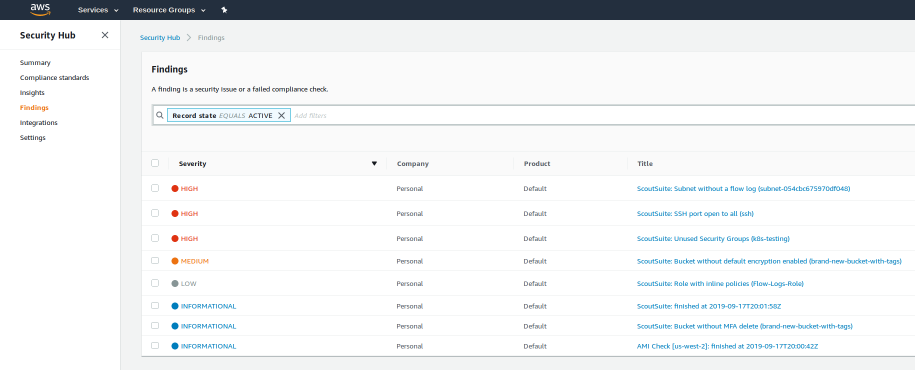 aws Services Resource Groups
Security Hub
Summary
Compliance standards
Insights
Findings
Integrations
Settings
Security Hub Findings
Findings
A finding is a security issue or a failed compliance check.
Record state EQUALS ACTIVE Add filters
Severity Company Product Title
HIGH Personal Default ScoutSuite: Subnet without a flow log (subnet-054cbc675970df048)
HIGH Personal Default ScoutSuite: SSH port open to all (ssh)
HIGH Personal Default ScoutSuite: Unused Security Groups (k8s-testing)
MEDIUM Personal Default ScoutSuite: Bucket without default encryption enabled (brand-new-bucket-with-tags)
LOW Personal Default ScoutSuite: Role with Inline policies (Flow-Logs-Role)
INFORMATIONAL Personal Default ScoutSuite: finished at 2019-09-17T20:01:58Z
INFORMATIONAL Personal Default ScoutSuite: Bucket without MFA delete (brand-new-bucket-with-tags)
INFORMATIONAL Personal Default AMI Check [us-west-2]: finished at 2019-09-17T20:00:42Z